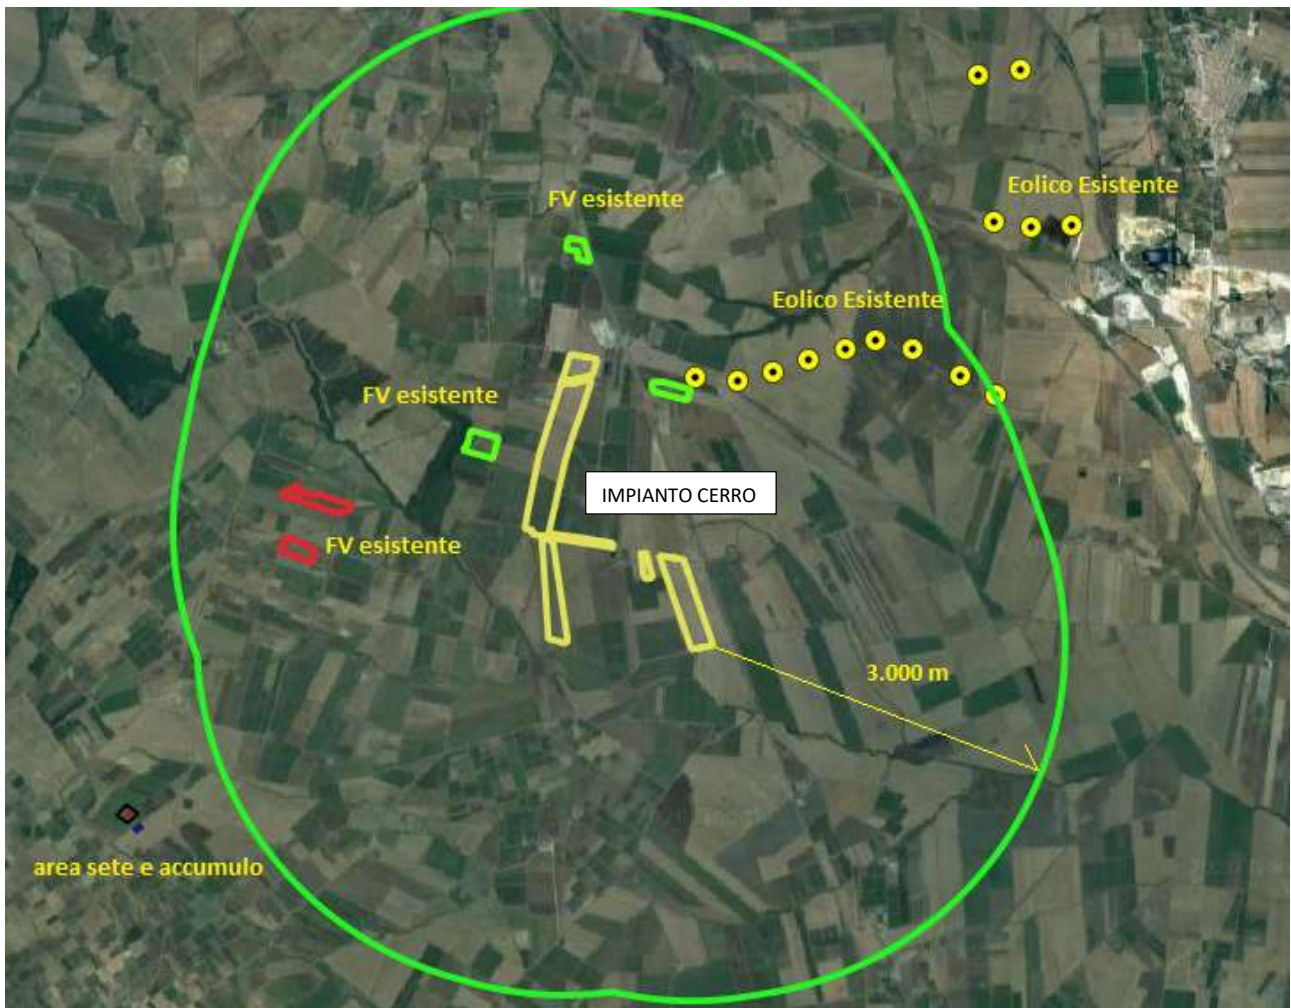 FV esistente
Eolico Esistente
Eolico Esistente
FV esistente
IMPIANTO CERRO
FV esistente
3.000 m
area sete e accumulo